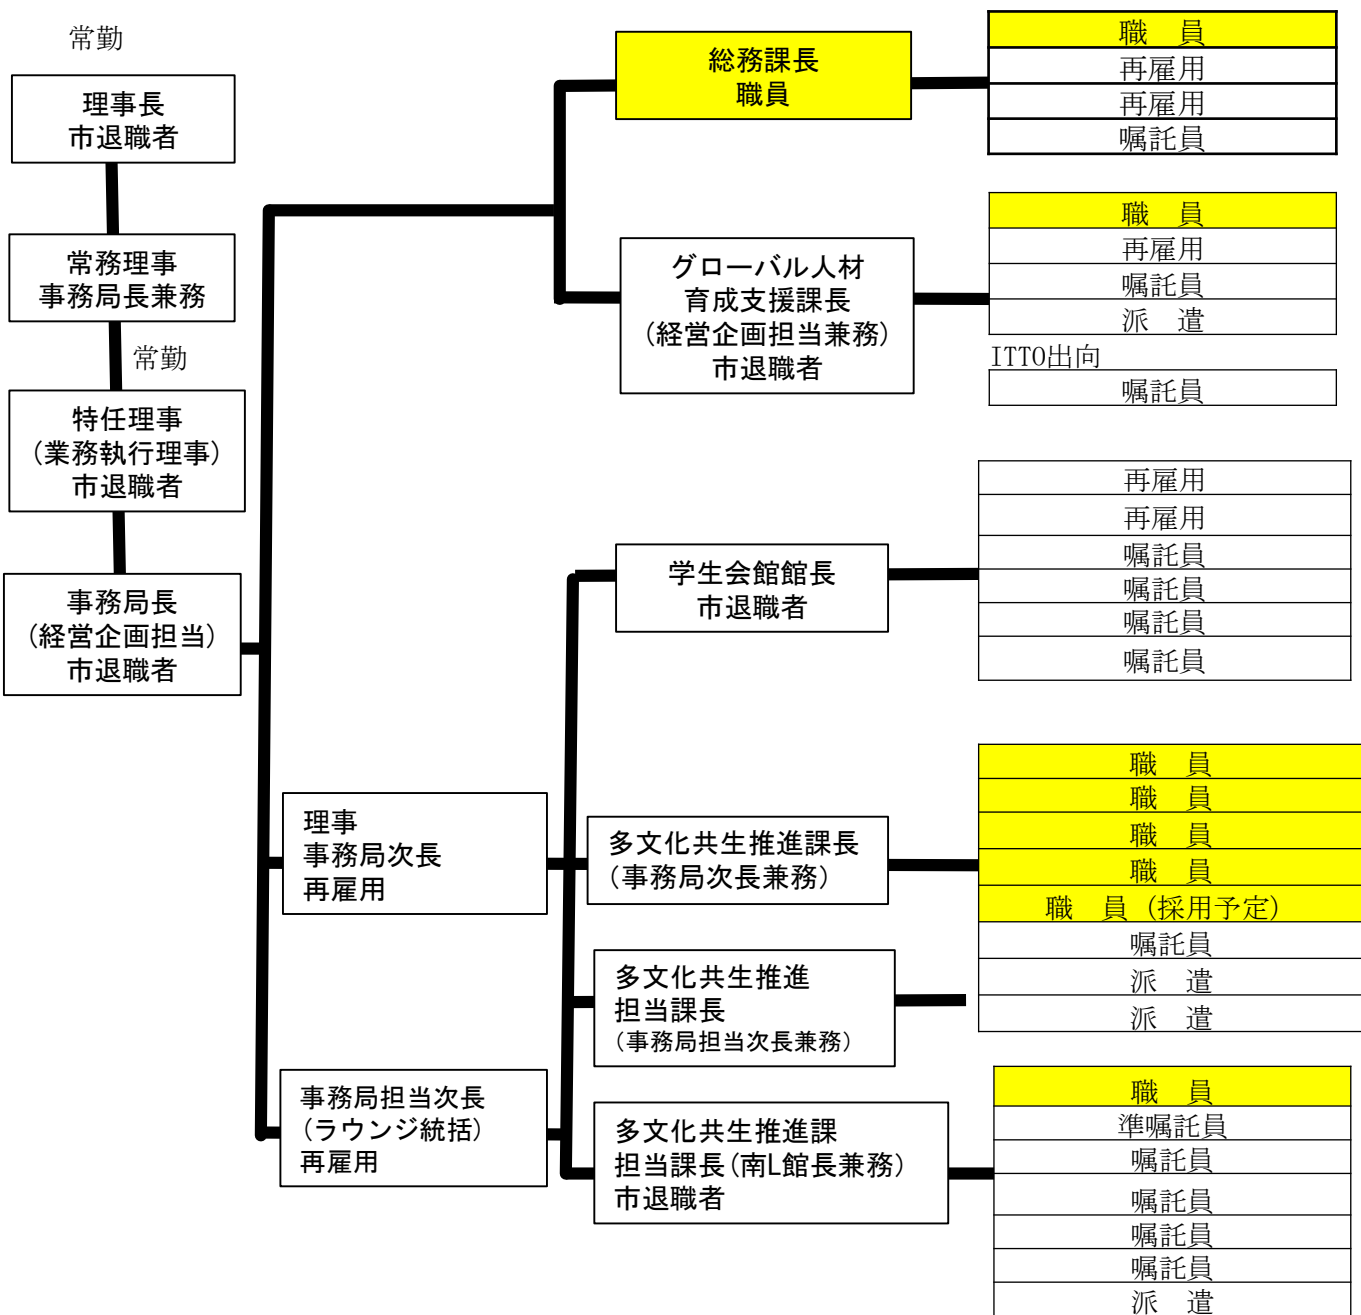 常勤
理事長
市退職者
常務理事
事務局長兼務
常勤
特任理事
(業務執行理事)
市退職者
事務局長
(経営企画担当)
市退職者
総務課長
職員
職　員
再雇用
再雇用
嘱託員
グローバル人材
育成支援課長
(経営企画担当兼務)
市退職者
職　員
再雇用
嘱託員
派　遣
ITTO出向
嘱託員
学生会館館長
市退職者
再雇用
再雇用
嘱託員
嘱託員
嘱託員
嘱託員
理事
事務局次長
再雇用
多文化共生推進課長
(事務局次長兼務)
職　員
職　員
職　員
職　員
職　員（採用予定）
嘱託員
派　遣
派　遣
多文化共生推進
担当課長
(事務局担当次長兼務)
事務局担当次長
(ラウンジ統括)
再雇用
多文化共生推進課
担当課長(南L館長兼務)
市退職者
職　員
準嘱託員
嘱託員
嘱託員
嘱託員
嘱託員
派　遣